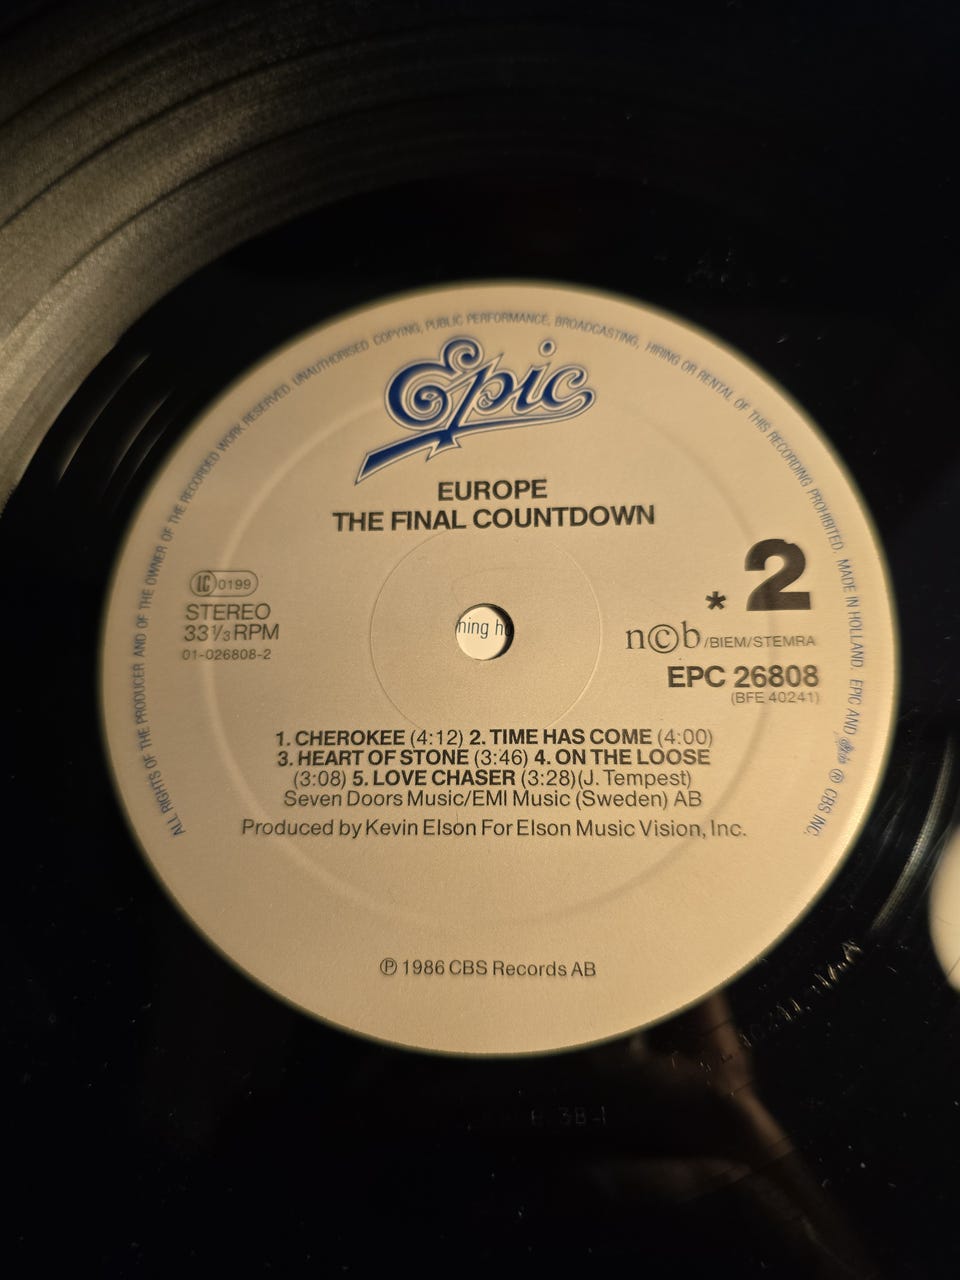 ALL RIGHTS OF THE PRODUCER AND OF THE OWNER OF THE RECORDED WORK RESERVED. UNAUTHORISED COPYING, PUBLIC PERFORMANCE, BROADCASTING, HIRING OR RENTAL OF THIS RECORDING PROHIBITED. MADE IN HOLLAND. EPIC AND Epic ® CBS INC.
Epic
EUROPE
THE FINAL COUNTDOWN
LC 0199
STEREO
33⅓ RPM
01-026808-2
* 2
n©b/BIEM/STEMRA
EPC 26808
(BFE 40241)
ning h
1. CHEROKEE (4:12) 2. TIME HAS COME (4:00)
3. HEART OF STONE (3:46) 4. ON THE LOOSE
(3:08) 5. LOVE CHASER (3:28)(J. Tempest)
Seven Doors Music/EMI Music (Sweden) AB
Produced by Kevin Elson For Elson Music Vision, Inc.
℗ 1986 CBS Records AB